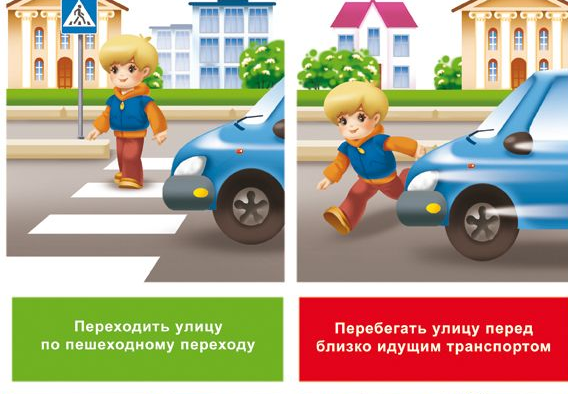 Переходить улицу
по пешеходному переходу
Перебегать улицу перед
близко идущим транспортом